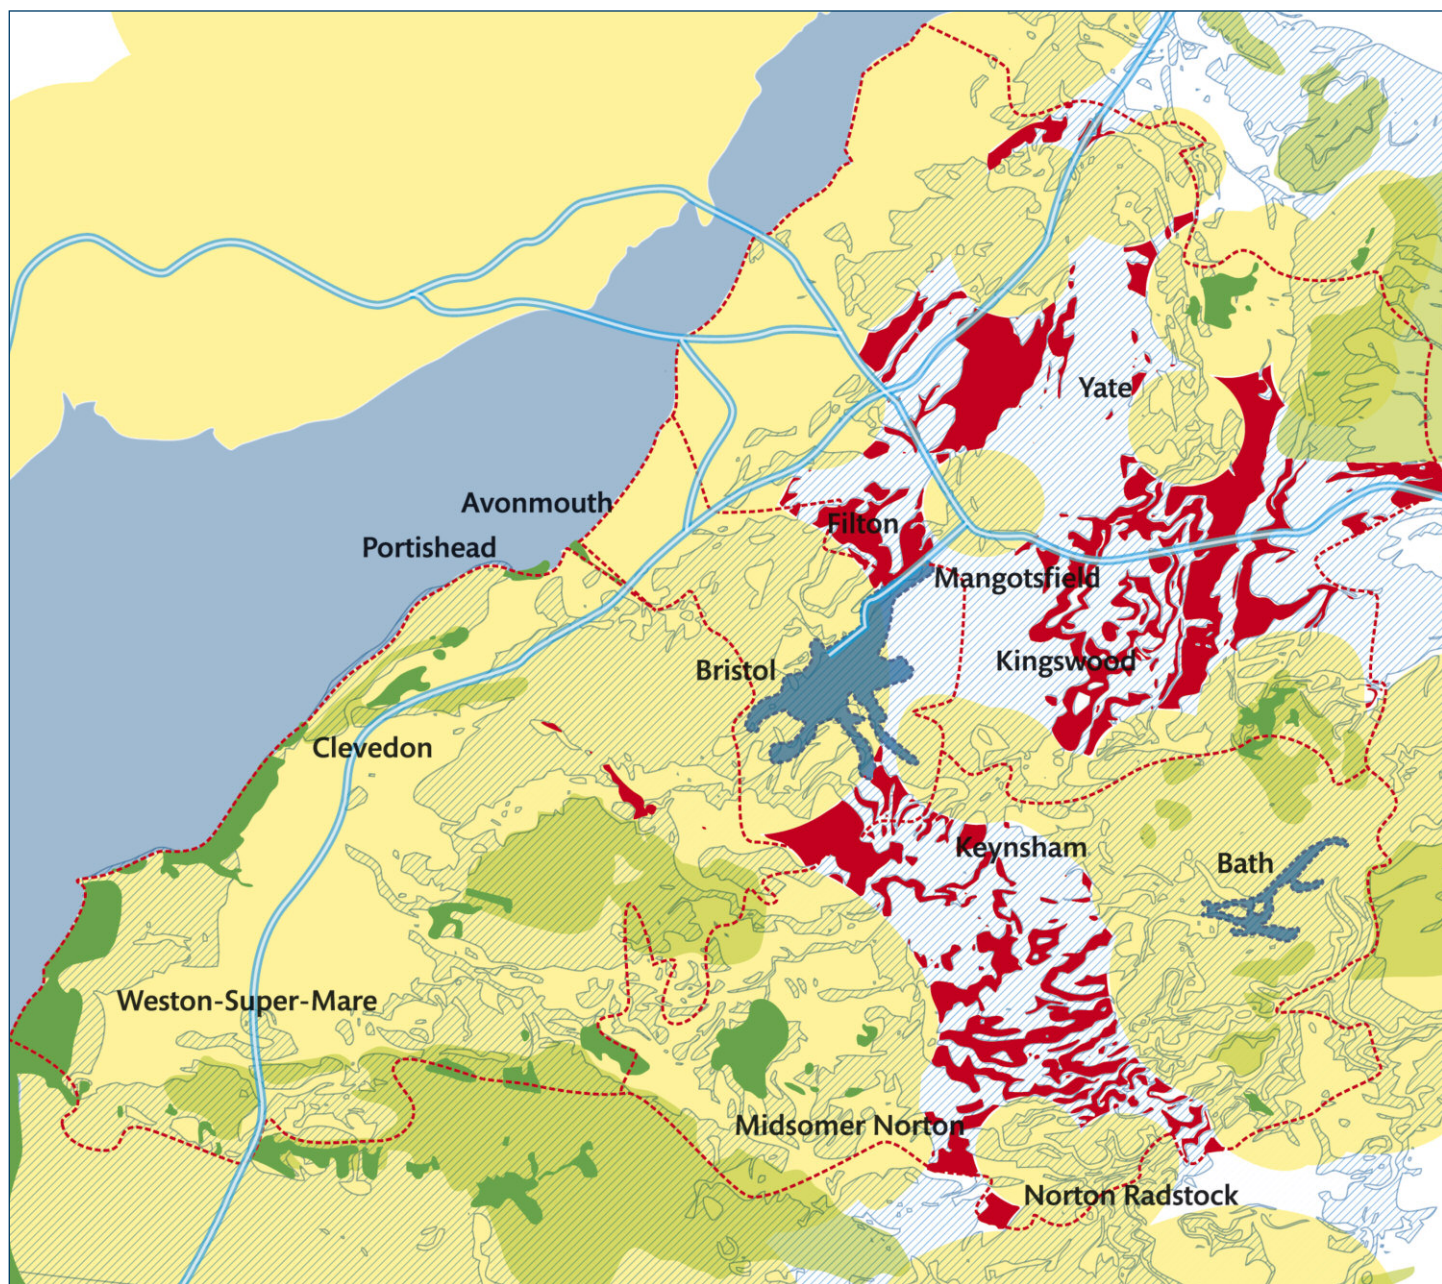 Yate
Avonmouth
Filton
Portishead
Mangotsfield
Kingswood
Bristol
Clevedon
Keynsham
Bath
Weston-Super-Mare
Midsomer Norton
Norton Radstock